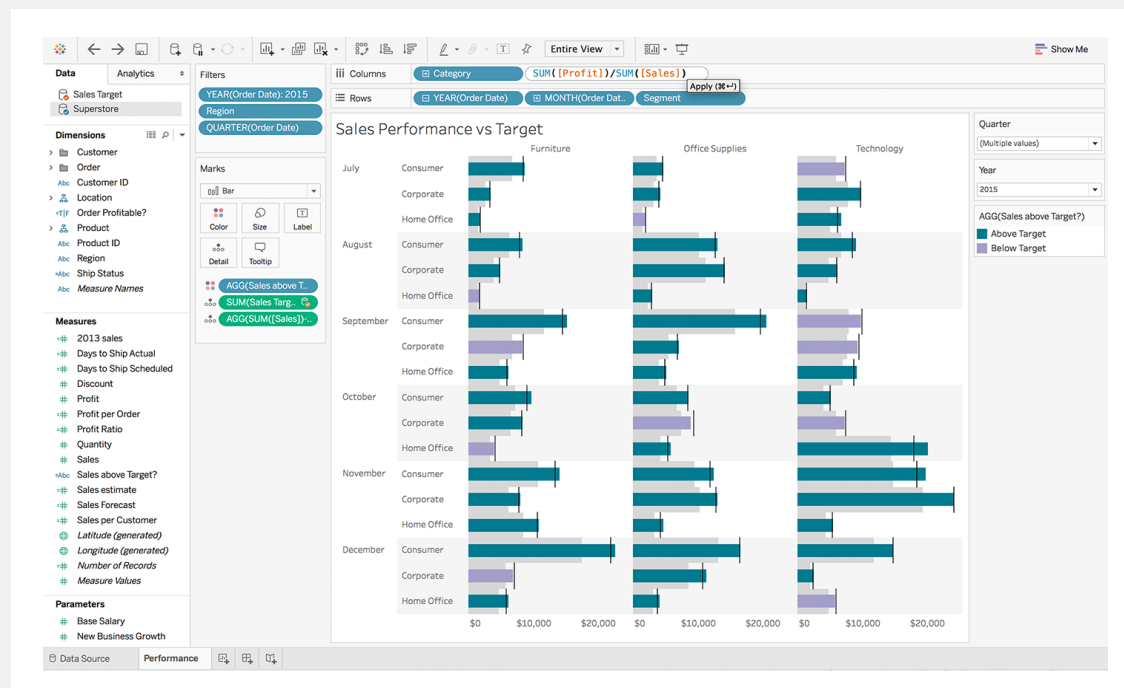 Entire View
Show Me
Data
Analytics
Sales Target
Superstore
Dimensions
Customer
Order
Abc Customer ID
Location
=T|F Order Profitable?
Product
Abc Product ID
Abc Region
=Abc Ship Status
Abc Measure Names
Measures
2013 sales
Days to Ship Actual
Days to Ship Scheduled
Discount
Profit
Profit per Order
Profit Ratio
Quantity
Sales
=Abc Sales above Target?
Sales estimate
Sales Forecast
Sales per Customer
Latitude (generated)
Longitude (generated)
Number of Records
Measure Values
Parameters
Base Salary
New Business Growth
Filters
YEAR(Order Date): 2015
Region
QUARTER(Order Date)
Marks
Bar
Color
Size
Label
Detail
Tooltip
AGG(Sales above T..
SUM(Sales Targ..
AGG(SUM([Sales])-..
Columns
Category
SUM([Profit])/SUM([Sales])
Apply (⌘↵)
Rows
YEAR(Order Date)
MONTH(Order Dat..
Segment
Sales Performance vs Target
Furniture Office Supplies Technology
July Consumer
Corporate
Home Office
August Consumer
Corporate
Home Office
September Consumer
Corporate
Home Office
October Consumer
Corporate
Home Office
November Consumer
Corporate
Home Office
December Consumer
Corporate
Home Office
$0 $10,000 $20,000 $0 $10,000 $20,000 $0 $10,000 $20,000
Quarter
(Multiple values)
Year
2015
AGG(Sales above Target?)
Above Target
Below Target
Data Source
Performance